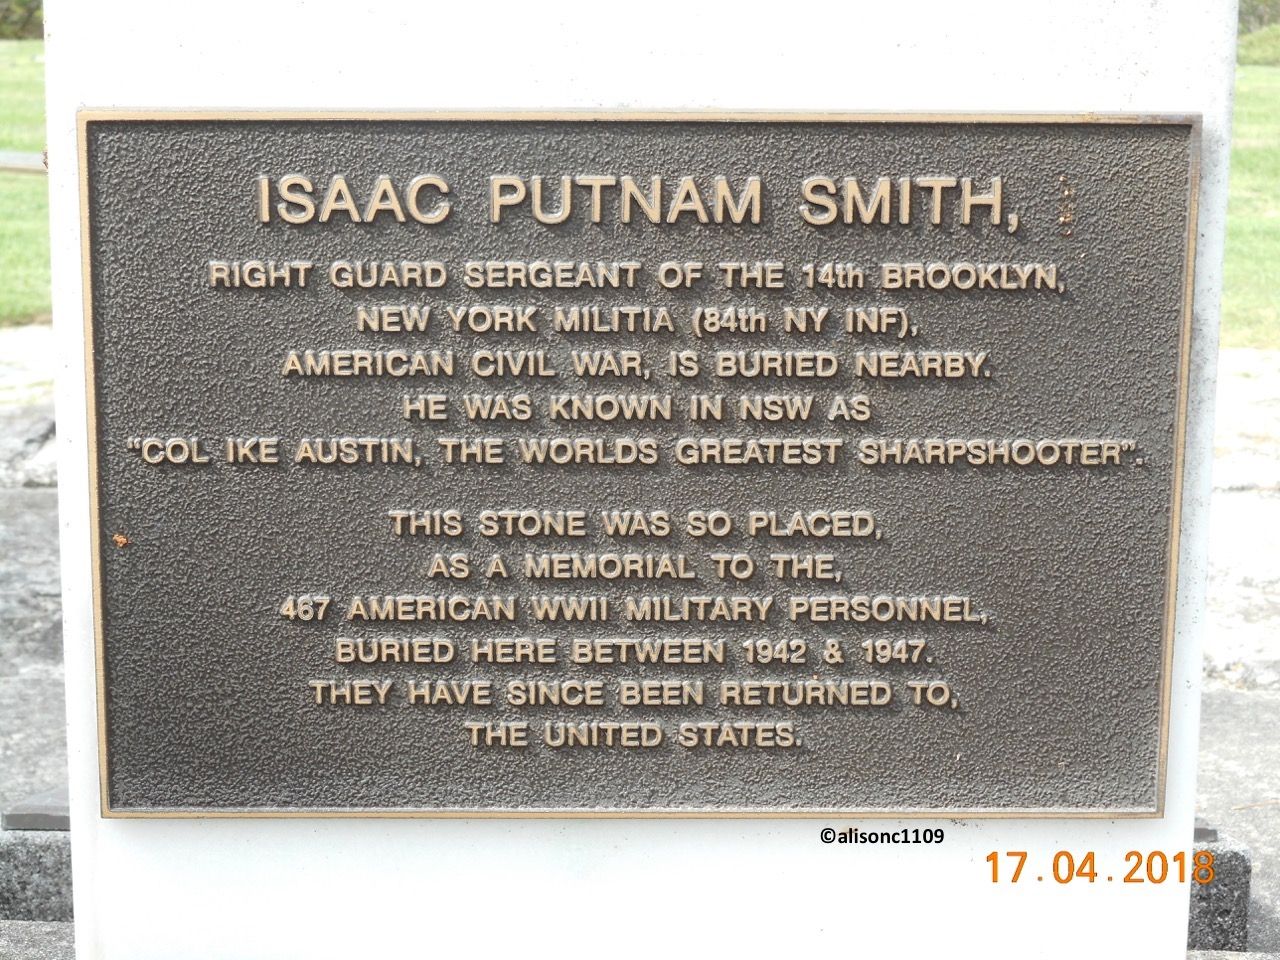 ISAAC PUTNAM SMITH,
RIGHT GUARD SERGEANT OF THE 14th BROOKLYN,
NEW YORK MILITIA (84th NY INF),
AMERICAN CIVIL WAR, IS BURIED NEARBY.
HE WAS KNOWN IN NSW AS
"COL IKE AUSTIN, THE WORLDS GREATEST SHARPSHOOTER".
THIS STONE WAS SO PLACED,
AS A MEMORIAL TO THE,
467 AMERICAN WWII MILITARY PERSONNEL,
BURIED HERE BETWEEN 1942 & 1947.
THEY HAVE SINCE BEEN RETURNED TO,
THE UNITED STATES.
©alisonc1109
17.04.2018